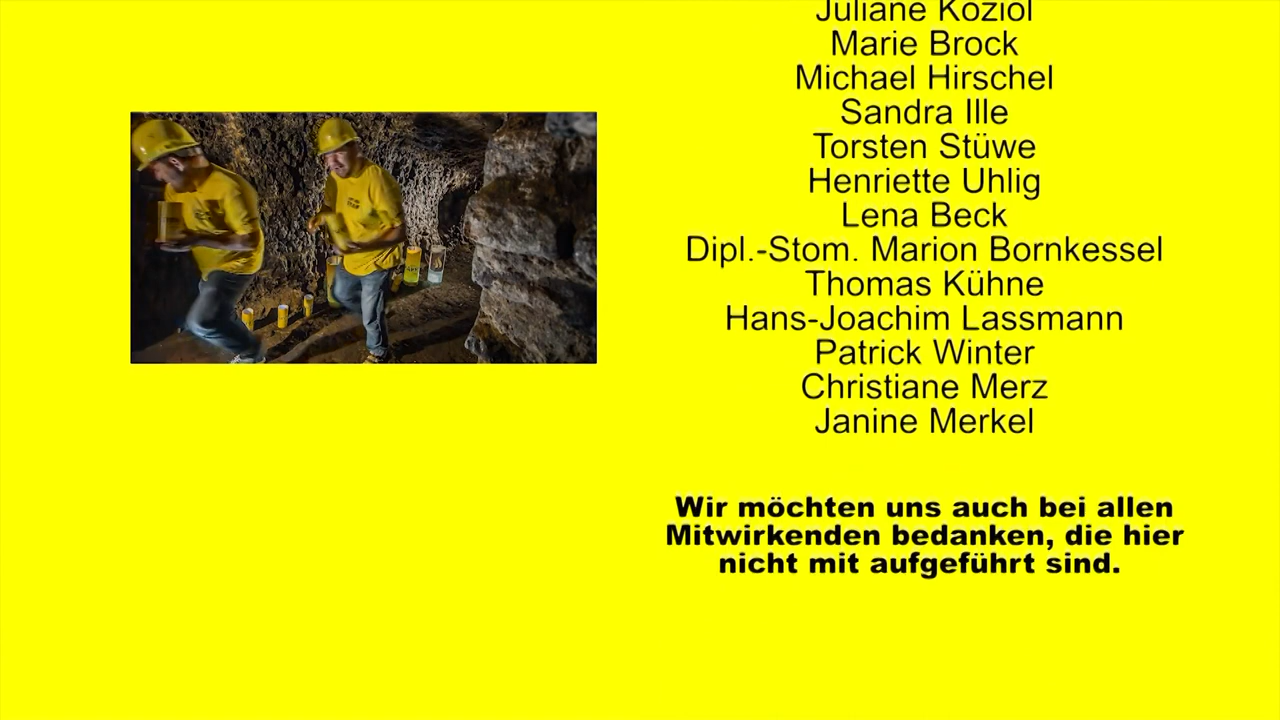 Juliane Koziol
Marie Brock
Michael Hirschel
Sandra Ille
Torsten Stüwe
Henriette Uhlig
Lena Beck
Dipl.-Stom. Marion Bornkessel
Thomas Kühne
Hans-Joachim Lassmann
Patrick Winter
Christiane Merz
Janine Merkel
Wir möchten uns auch bei allen
Mitwirkenden bedanken, die hier
nicht mit aufgeführt sind.